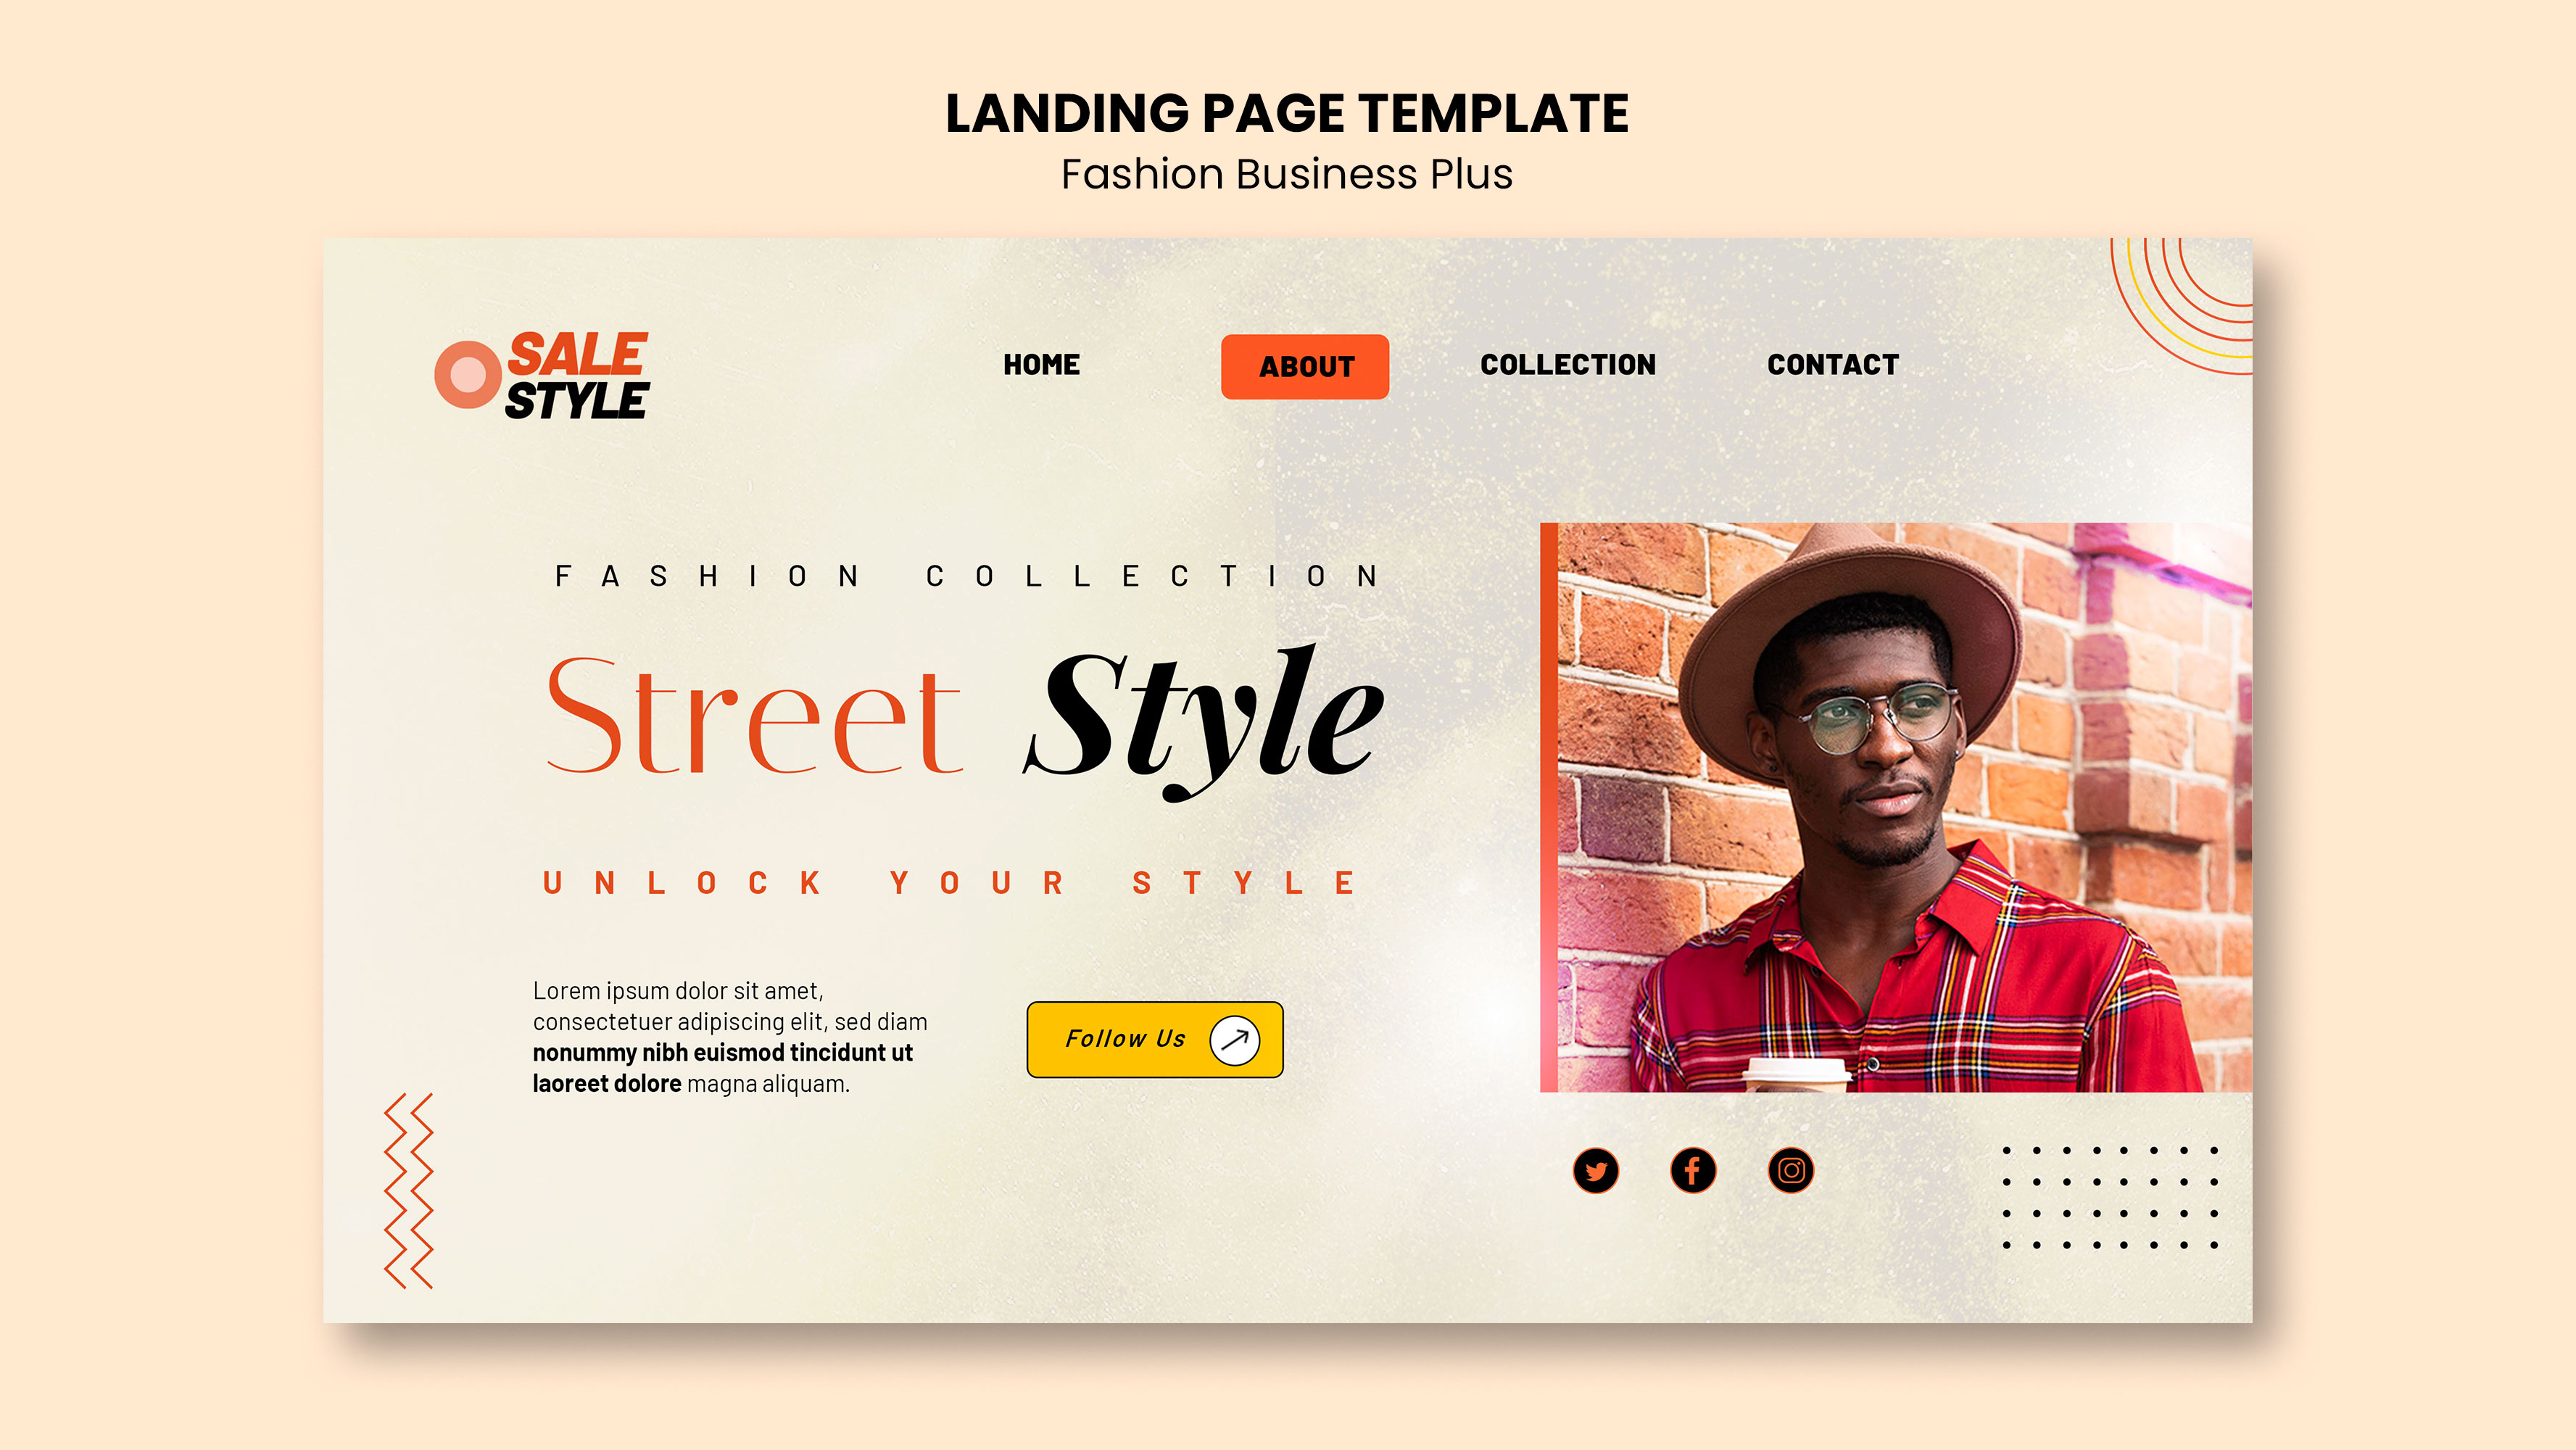 LANDING PAGE TEMPLATE
Fashion Business Plus
SALE
STYLE
HOME
ABOUT
COLLECTION
CONTACT
FASHION COLLECTION
Street Style
UNLOCK YOUR STYLE
Lorem ipsum dolor sit amet,
consectetuer adipiscing elit, sed diam
nonummy nibh euismod tincidunt ut
laoreet dolore magna aliquam.
Follow Us